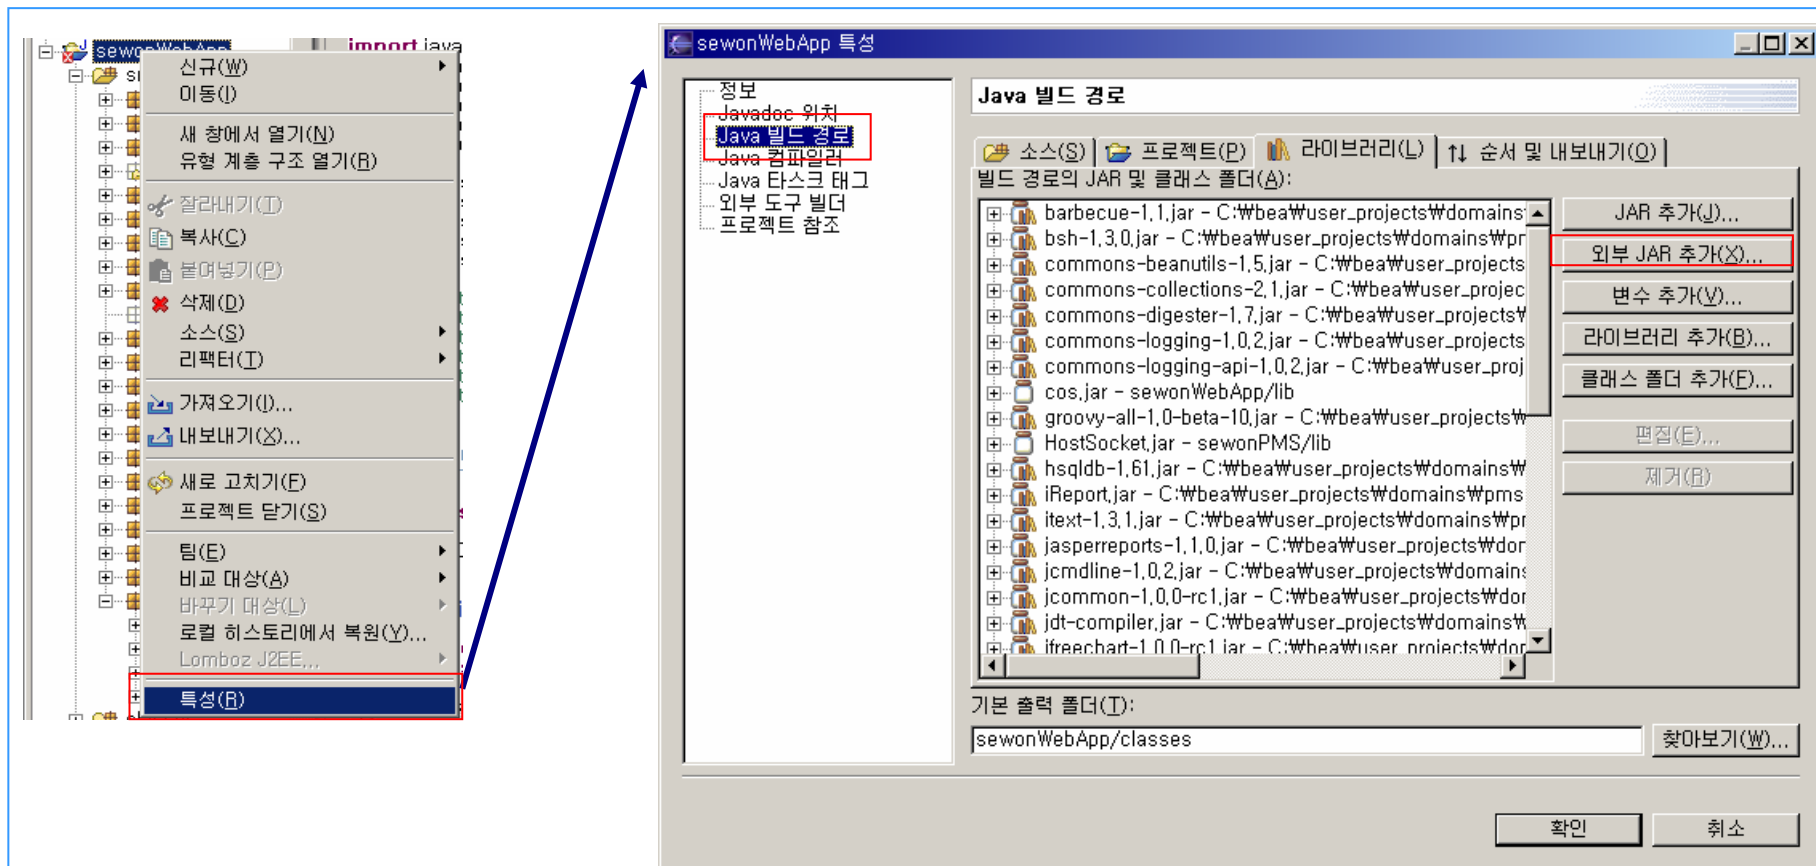 sewonWebApp
import java
신규(W)
이동(I)
새 창에서 열기(N)
유형 계층 구조 열기(R)
잘라내기(T)
복사(C)
붙여넣기(P)
삭제(D)
소스(S)
리팩터(T)
가져오기(I)...
내보내기(X)...
새로 고치기(F)
프로젝트 닫기(S)
팀(E)
비교 대상(A)
바꾸기 대상(L)
로컬 히스토리에서 복원(Y)...
Lomboz J2EE...
특성(R)
sewonWebApp 특성
정보
Javadoc 위치
Java 빌드 경로
Java 컴파일러
Java 타스크 태그
외부 도구 빌더
프로젝트 참조
Java 빌드 경로
소스(S) 프로젝트(P) 라이브러리(L) 순서 및 내보내기(O)
빌드 경로의 JAR 및 클래스 폴더(A):
barbecue-1.1.jar - C:₩bea₩user_projects₩domains
bsh-1.3.0.jar - C:₩bea₩user_projects₩domains₩pr
commons-beanutils-1.5.jar - C:₩bea₩user_projects
commons-collections-2.1.jar - C:₩bea₩user_projec
commons-digester-1.7.jar - C:₩bea₩user_projects₩
commons-logging-1.0.2.jar - C:₩bea₩user_projects
commons-logging-api-1.0.2.jar - C:₩bea₩user_proj
cos.jar - sewonWebApp/lib
groovy-all-1.0-beta-10.jar - C:₩bea₩user_projects₩
HostSocket.jar - sewonPMS/lib
hsqldb-1.61.jar - C:₩bea₩user_projects₩domains₩
iReport.jar - C:₩bea₩user_projects₩domains₩pms
itext-1.3.1.jar - C:₩bea₩user_projects₩domains₩pr
jasperreports-1.1.0.jar - C:₩bea₩user_projects₩dor
jcmdline-1.0.2.jar - C:₩bea₩user_projects₩domains
jcommon-1.0.0-rc1.jar - C:₩bea₩user_projects₩dor
jdt-compiler.jar - C:₩bea₩user_projects₩domains₩
jfreechart-1.0.0-rc1.jar - C:₩bea₩user_projects₩dor
JAR 추가(J)...
외부 JAR 추가(X)...
변수 추가(V)...
라이브러리 추가(B)...
클래스 폴더 추가(F)...
편집(E)...
제거(R)
기본 출력 폴더(T):
sewonWebApp/classes
찾아보기(W)...
확인 취소